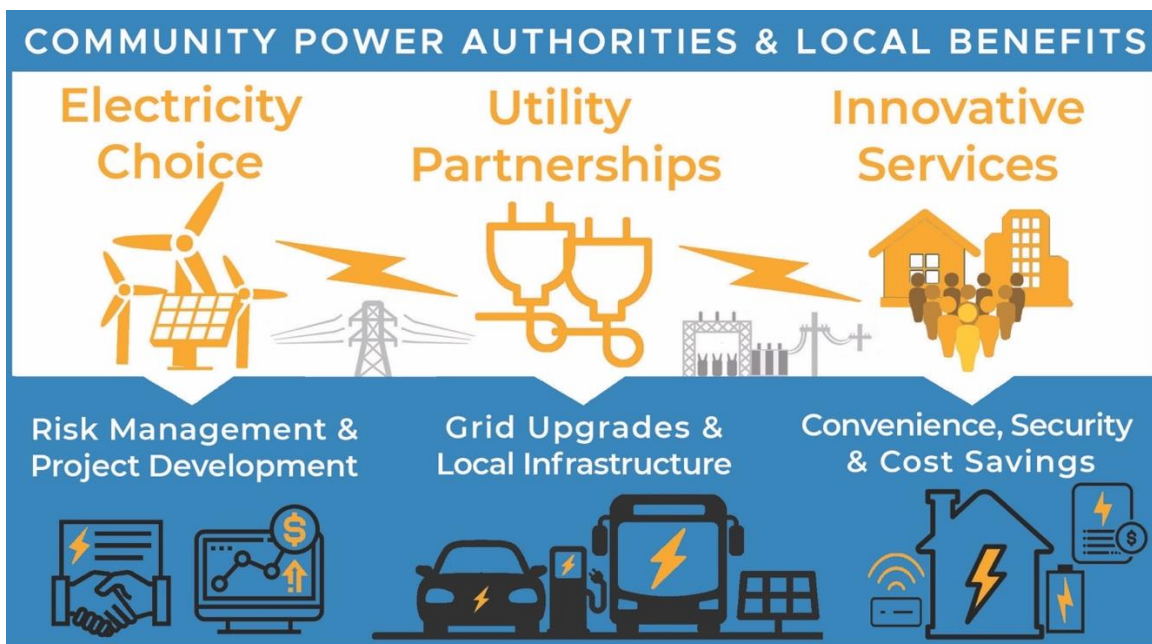 COMMUNITY POWER AUTHORITIES & LOCAL BENEFITS
Electricity
Choice
Utility
Partnerships
Innovative
Services
Risk Management &
Project Development
Grid Upgrades &
Local Infrastructure
Convenience, Security
& Cost Savings
$
$